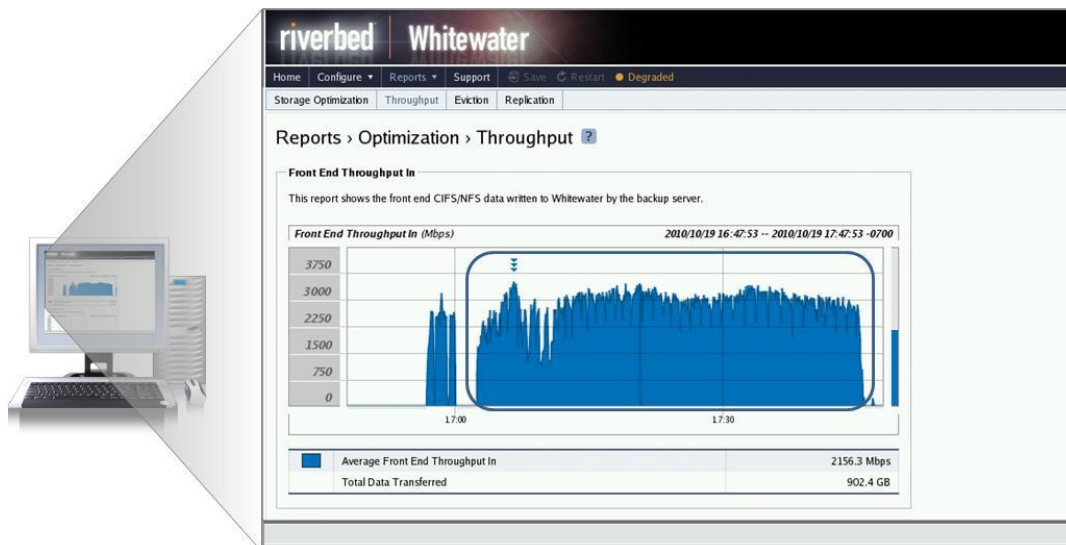 riverbed | Whitewater
Home Configure ▾ Reports ▾ Support Save Restart Degraded
Storage Optimization Throughput Eviction Replication
Reports › Optimization › Throughput ?
Front End Throughput In
This report shows the front end CIFS/NFS data written to Whitewater by the backup server.
Front End Throughput In (Mbps) 2010/10/19 16:47:53 -- 2010/10/19 17:47:53 -0700
3750
3000
2250
1500
750
0
17:00 17:30
Average Front End Throughput In 2156.3 Mbps
Total Data Transferred 902.4 GB